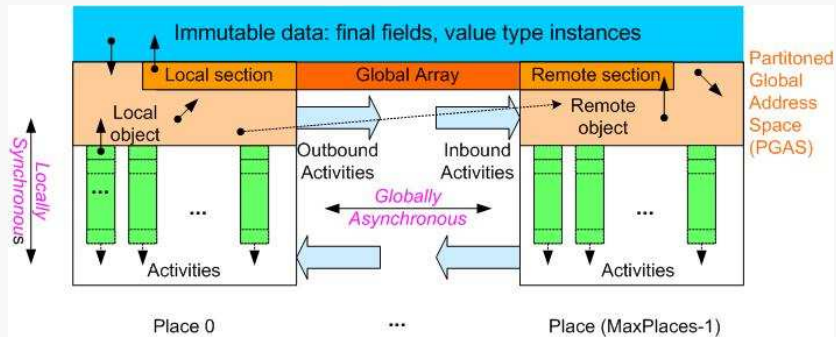 Immutable data: final fields, value type instances
Local section
Global Array
Remote section
Partitoned
Global
Address
Space
(PGAS)
Local
object
Remote
object
Outbound
Activities
Inbound
Activities
Locally
Synchronous
Globally
Asynchronous
...
...
...
Activities
Activities
Place 0
...
Place (MaxPlaces-1)